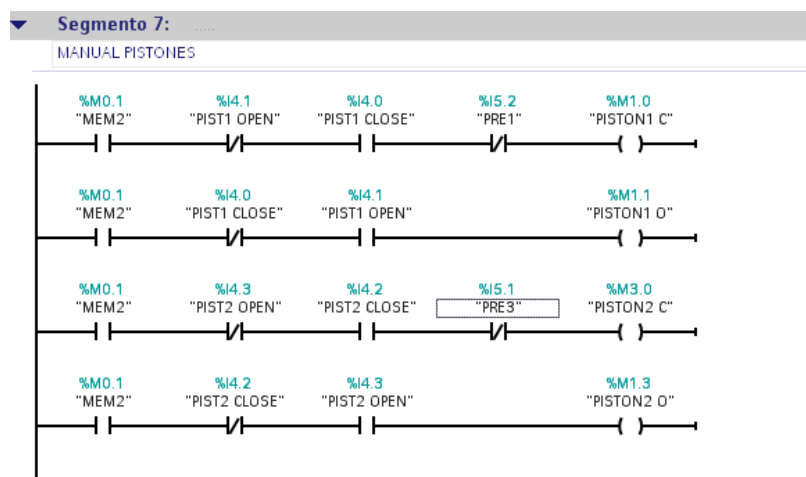 Segmento 7: .....
MANUAL PISTONES
%M0.1 %I4.1 %I4.0 %I5.2 %M1.0
"MEM2" "PIST1 OPEN" "PIST1 CLOSE" "PRE1" "PISTON1 C"
%M0.1 %I4.0 %I4.1 %M1.1
"MEM2" "PIST1 CLOSE" "PIST1 OPEN" "PISTON1 O"
%M0.1 %I4.3 %I4.2 %I5.1 %M3.0
"MEM2" "PIST2 OPEN" "PIST2 CLOSE" "PRE3" "PISTON2 C"
%M0.1 %I4.2 %I4.3 %M1.3
"MEM2" "PIST2 CLOSE" "PIST2 OPEN" "PISTON2 O"